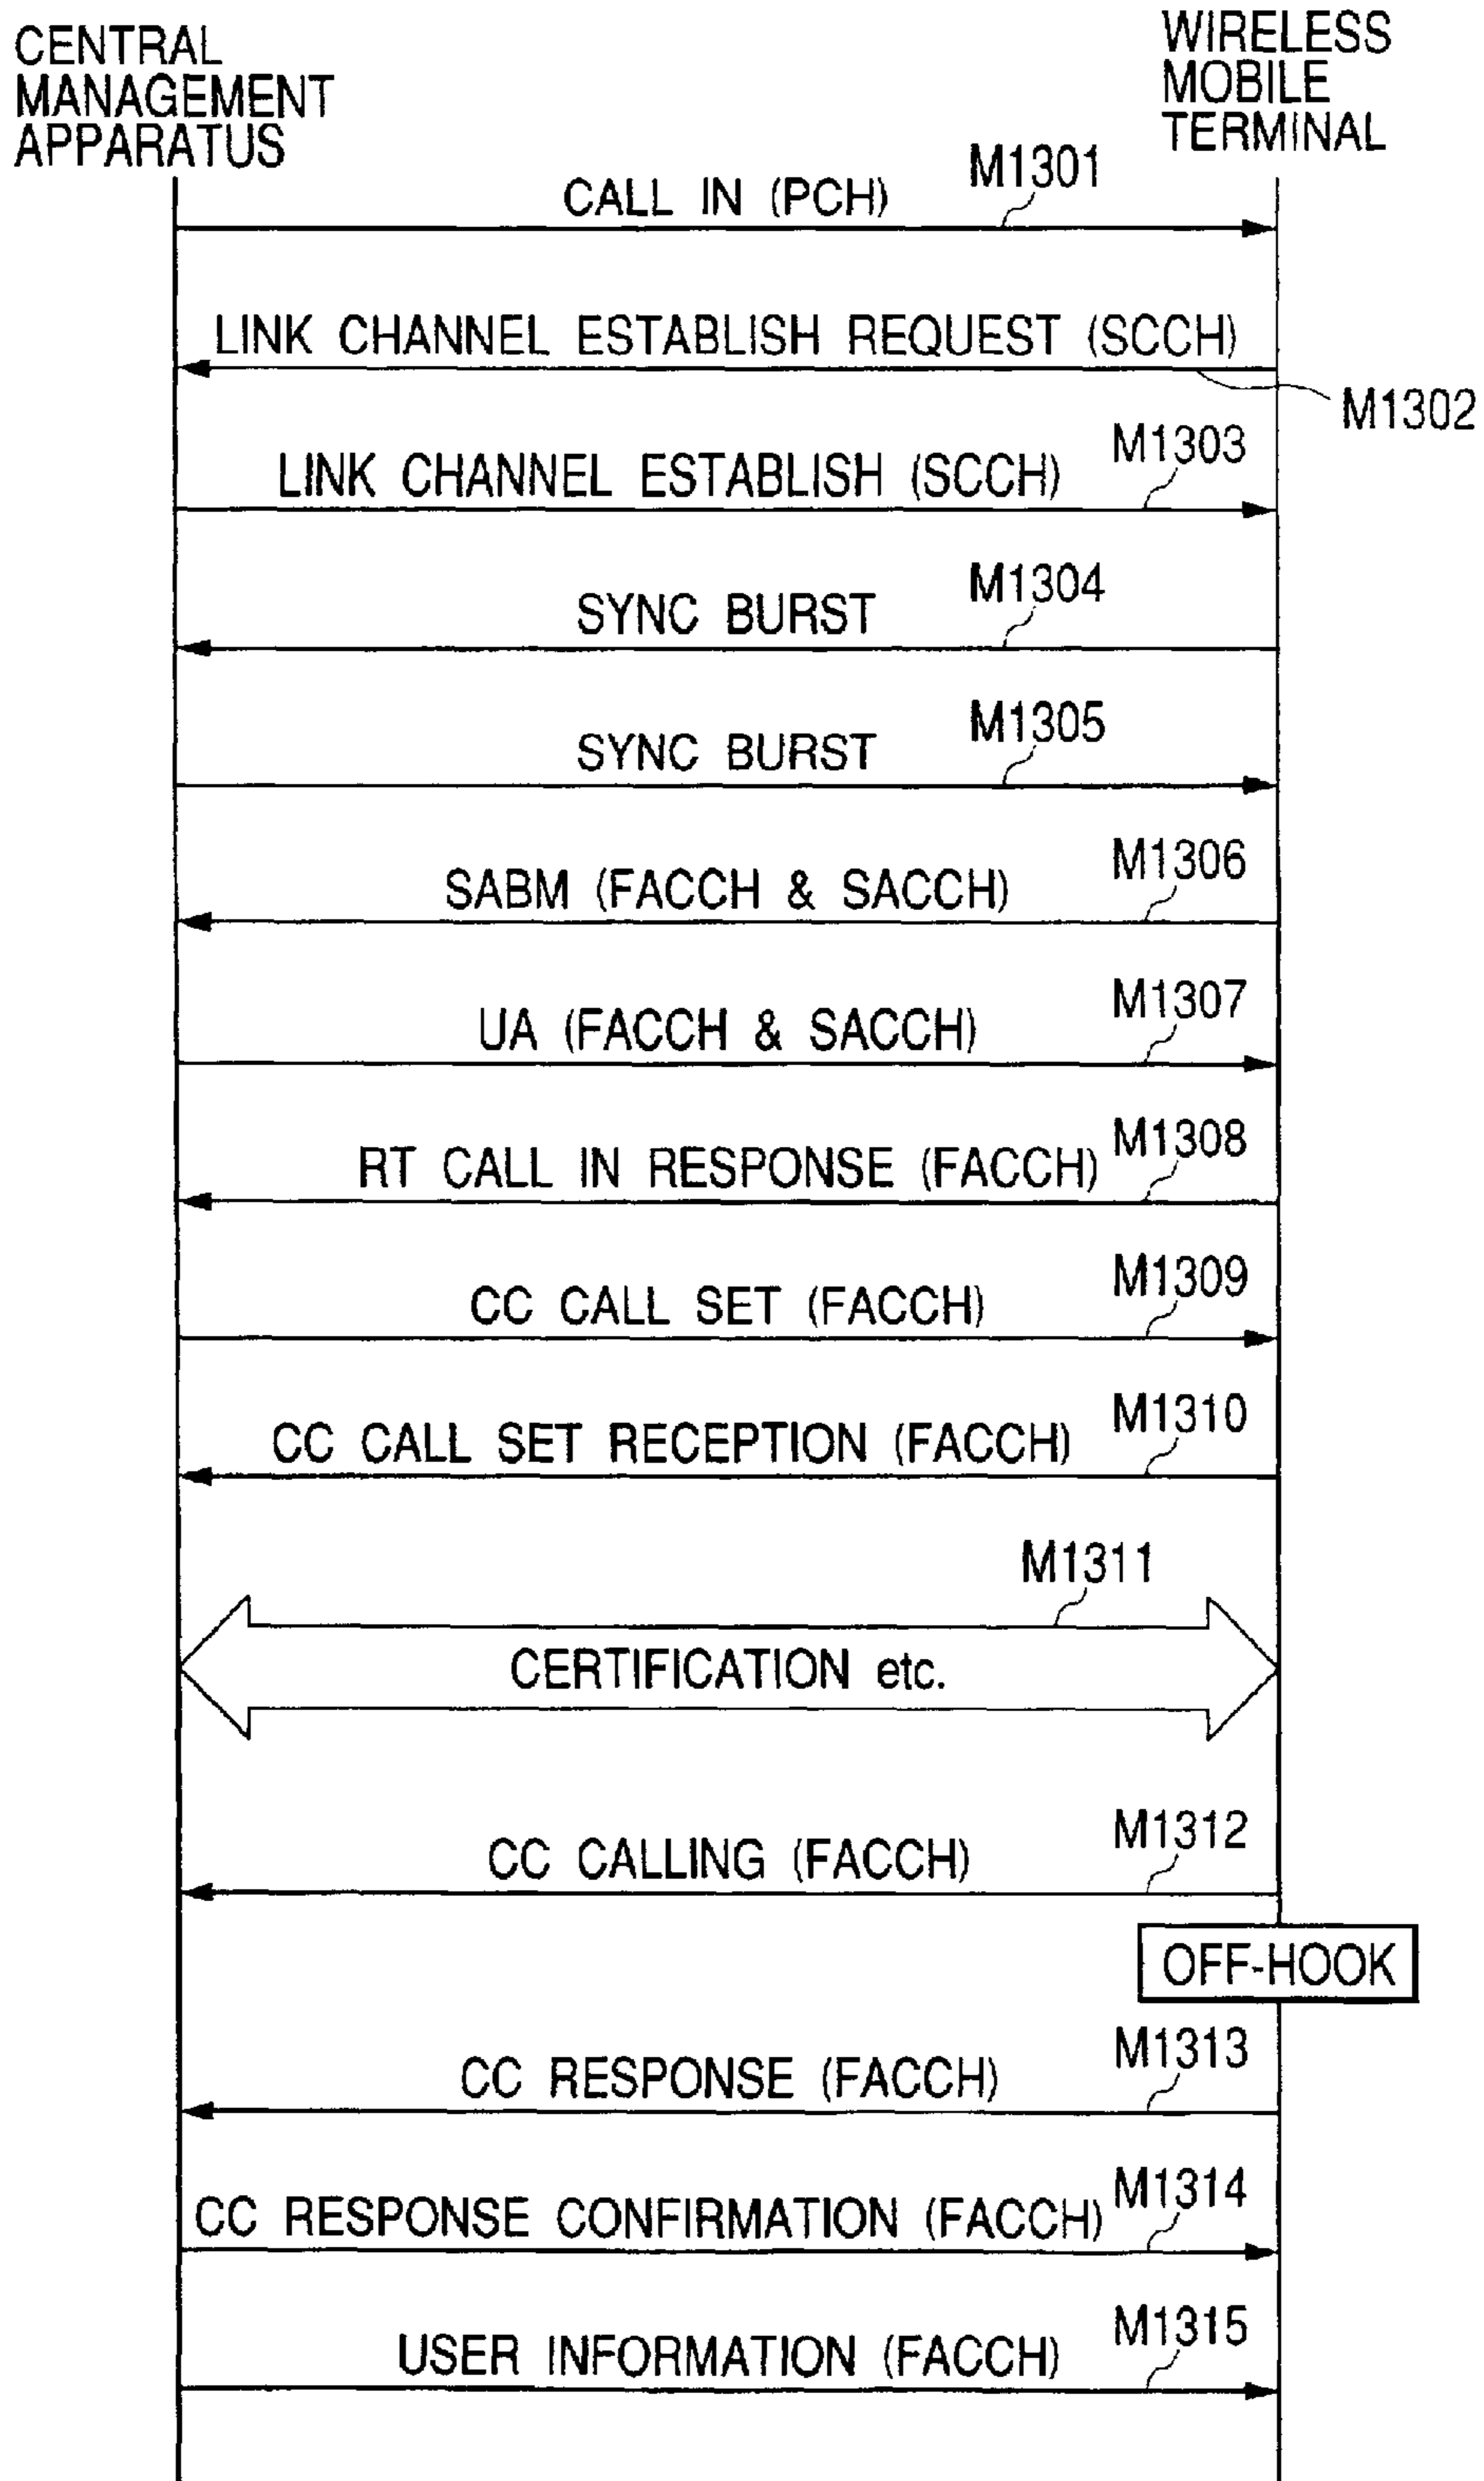 CENTRAL
MANAGEMENT
APPARATUS
WIRELESS
MOBILE
TERMINAL
CALL IN (PCH)
M1301
LINK CHANNEL ESTABLISH REQUEST (SCCH)
M1302
LINK CHANNEL ESTABLISH (SCCH)
M1303
SYNC BURST
M1304
SYNC BURST
M1305
SABM (FACCH & SACCH)
M1306
UA (FACCH & SACCH)
M1307
RT CALL IN RESPONSE (FACCH)
M1308
CC CALL SET (FACCH)
M1309
CC CALL SET RECEPTION (FACCH)
M1310
M1311
CERTIFICATION etc.
CC CALLING (FACCH)
M1312
OFF-HOOK
CC RESPONSE (FACCH)
M1313
CC RESPONSE CONFIRMATION (FACCH)
M1314
USER INFORMATION (FACCH)
M1315